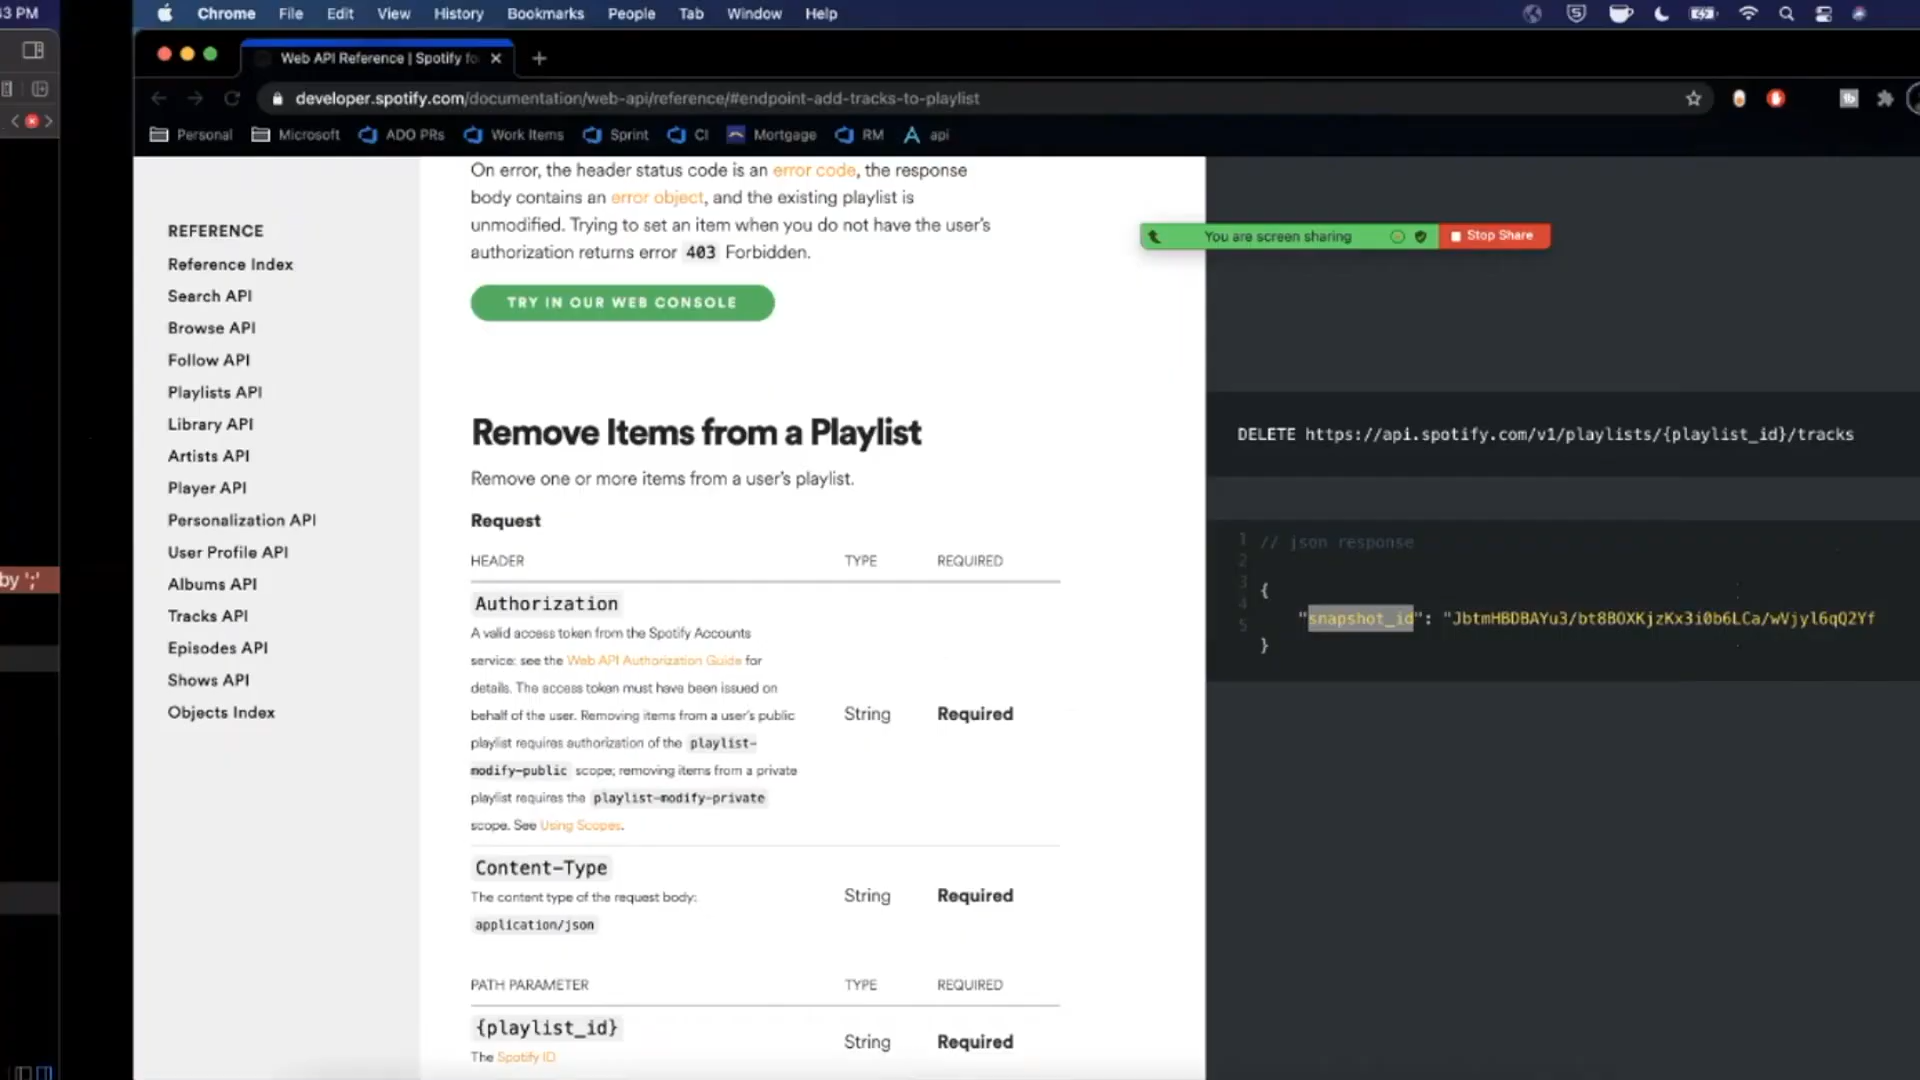 3 PM
Chrome File Edit View History Bookmarks People Tab Window Help
Web API Reference | Spotify fo
developer.spotify.com/documentation/web-api/reference/#endpoint-add-tracks-to-playlist
Personal Microsoft ADO PRs Work Items Sprint CI Mortgage RM api
by ';'
REFERENCE
Reference Index
Search API
Browse API
Follow API
Playlists API
Library API
Artists API
Player API
Personalization API
User Profile API
Albums API
Tracks API
Episodes API
Shows API
Objects Index
On error, the header status code is an error code, the response
body contains an error object, and the existing playlist is
unmodified. Trying to set an item when you do not have the user's
authorization returns error 403 Forbidden.
TRY IN OUR WEB CONSOLE
Remove Items from a Playlist
Remove one or more items from a user's playlist.
Request
HEADER TYPE REQUIRED
Authorization
A valid access token from the Spotify Accounts
service: see the Web API Authorization Guide for
details. The access token must have been issued on
behalf of the user. Removing items from a user's public
playlist requires authorization of the playlist-
modify-public scope; removing items from a private
playlist requires the playlist-modify-private
scope. See Using Scopes.
String Required
Content-Type
The content type of the request body:
application/json
String Required
PATH PARAMETER TYPE REQUIRED
{playlist_id}
The Spotify ID
String Required
You are screen sharing Stop Share
DELETE https://api.spotify.com/v1/playlists/{playlist_id}/tracks
1 // json response
2
3 {
4 "snapshot_id": "JbtmHBDBAYu3/bt8BOXKjzKx3i0b6LCa/wVjyl6qQ2Yf
5 }